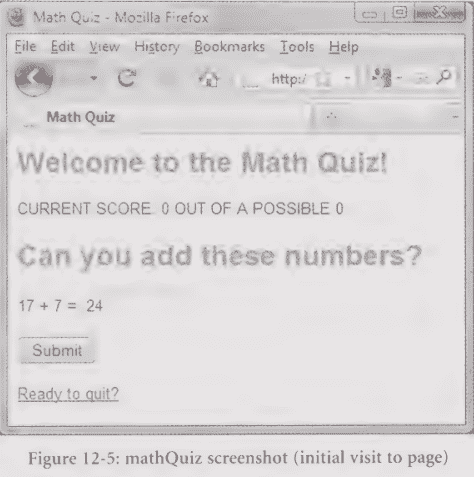 Math Quiz - Mozilla Firefox
File Edit View History Bookmarks Tools Help
http:/
Math Quiz
Welcome to the Math Quiz!
CURRENT SCORE: 0 OUT OF A POSSIBLE 0
Can you add these numbers?
17 + 7 = 24
Submit
Ready to quit?
Figure 12-5: mathQuiz screenshot (initial visit to page)